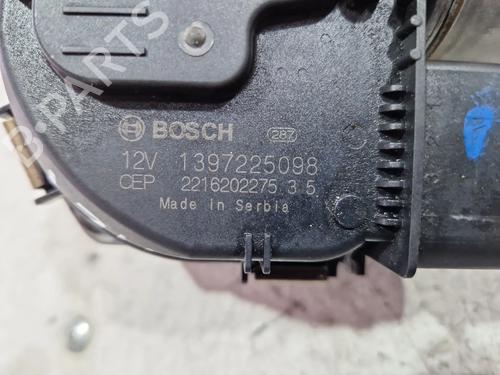 B-PARTS
BOSCH 287
12V 1397225098
CEP 2216202275.3 5
Made in Serbia